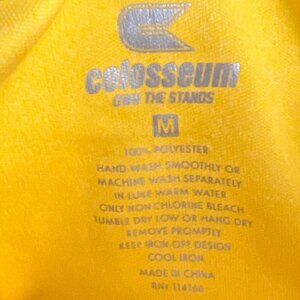 colosseum
OWN THE STANDS
M
100% POLYESTER
HAND WASH SMOOTHLY OR
MACHINE WASH SEPARATELY
IN LUKE WARM WATER
ONLY NON CHLORINE BLEACH
TUMBLE DRY LOW OR HANG DRY
REMOVE PROMPTLY
KEEP IRON OFF DESIGN
COOL IRON
MADE IN CHINA
RN# 114166